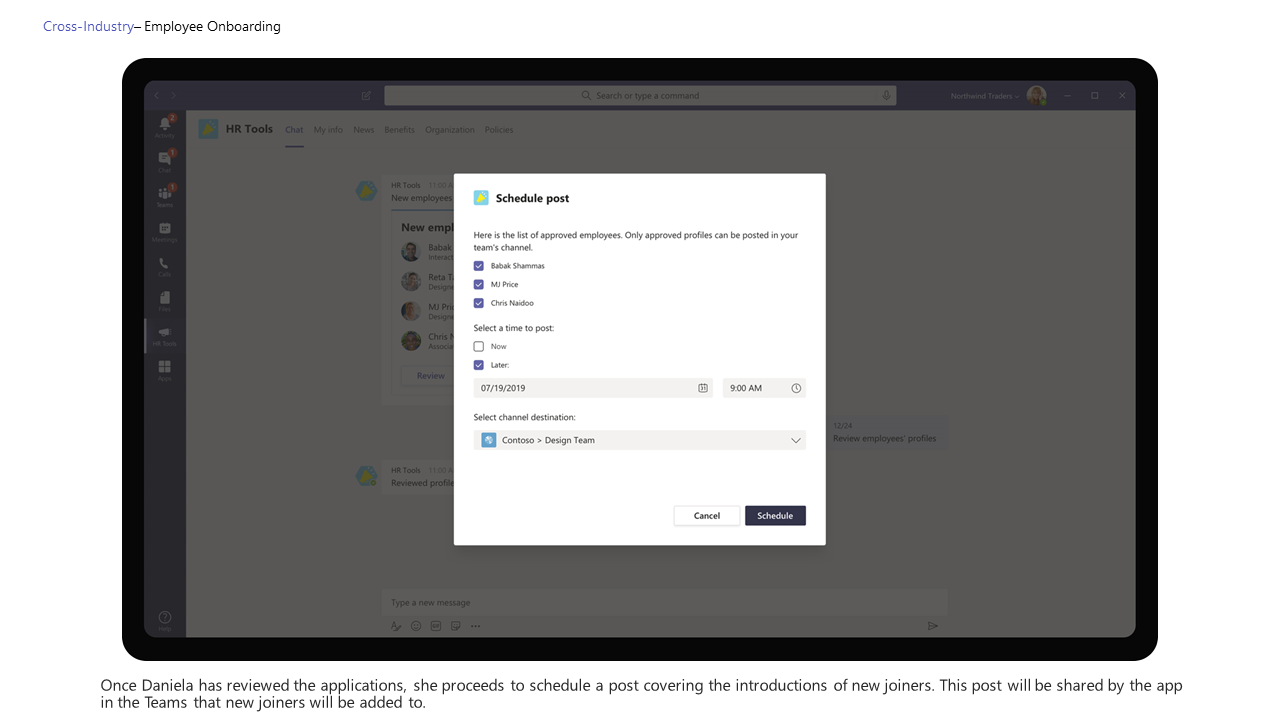 Cross-Industry– Employee Onboarding
Search or type a command
Northwind Traders
Activity
2
HR Tools
Chat
My info
News
Benefits
Organization
Policies
Chat
1
Teams
1
Meetings
Calls
Files
HR Tools
Apps
Help
HR Tools 11:00 A
New employees
New empl
Babak
Interac
Reta T
Designe
MJ Pri
Designe
Chris N
Associa
Review
12/24
Review employees' profiles
HR Tools 11:00 A
Reviewed profile
Type a new message
Schedule post
Here is the list of approved employees. Only approved profiles can be posted in your
team's channel.
Babak Shammas
MJ Price
Chris Naidoo
Select a time to post:
Now
Later:
07/19/2019
9:00 AM
Select channel destination:
Contoso > Design Team
Cancel
Schedule
Once Daniela has reviewed the applications, she proceeds to schedule a post covering the introductions of new joiners. This post will be shared by the app
in the Teams that new joiners will be added to.